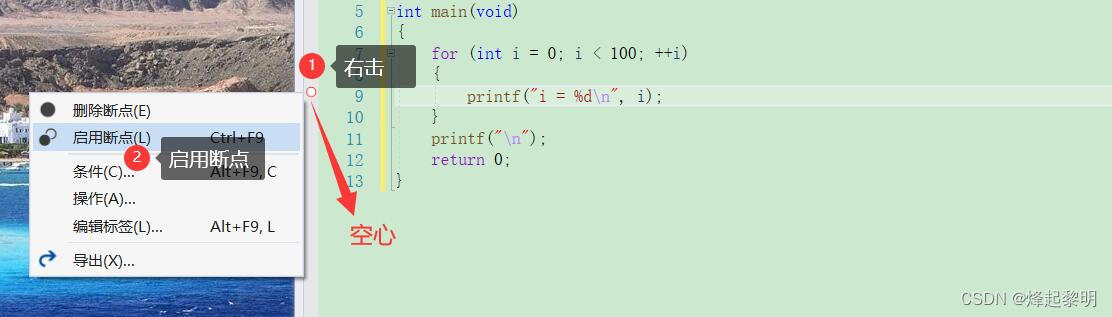 5 int main(void)
6 {
7 for (int i = 0; i < 100; ++i)
8 {
9 printf("i = %d\n", i);
10 }
11 printf("\n");
12 return 0;
13 }
1 右击
删除断点(E)
启用断点(L) Ctrl+F9
2 启用断点
条件(C)... Alt+F9, C
操作(A)...
编辑标签(L)... Alt+F9, L
导出(X)...
空心
CSDN @烽起黎明